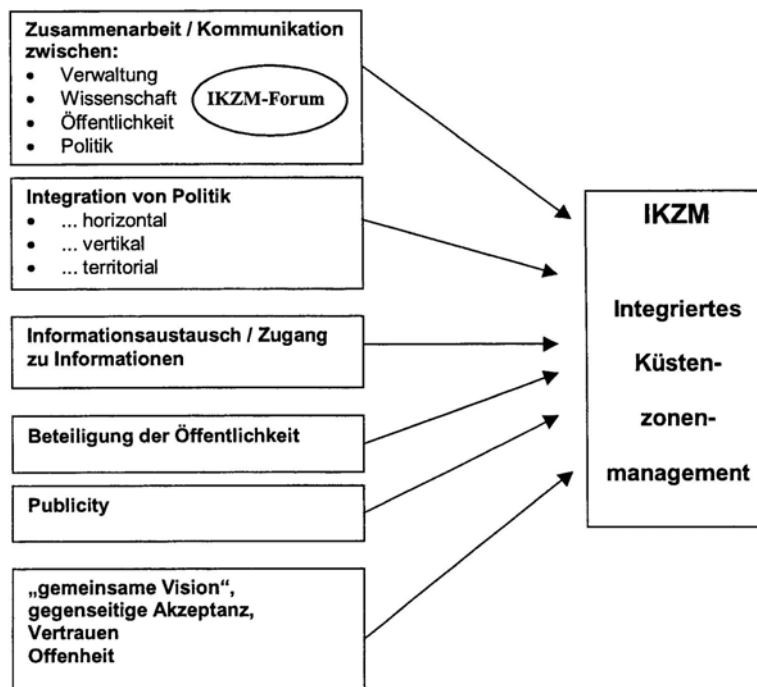 Zusammenarbeit / Kommunikation
zwischen:
• Verwaltung
• Wissenschaft
• Öffentlichkeit
• Politik
IKZM-Forum
Integration von Politik
• ... horizontal
• ... vertikal
• ... territorial
Informationsaustausch / Zugang
zu Informationen
Beteiligung der Öffentlichkeit
Publicity
„gemeinsame Vision“,
gegenseitige Akzeptanz,
Vertrauen
Offenheit
IKZM
Integriertes
Küsten-
zonen-
management